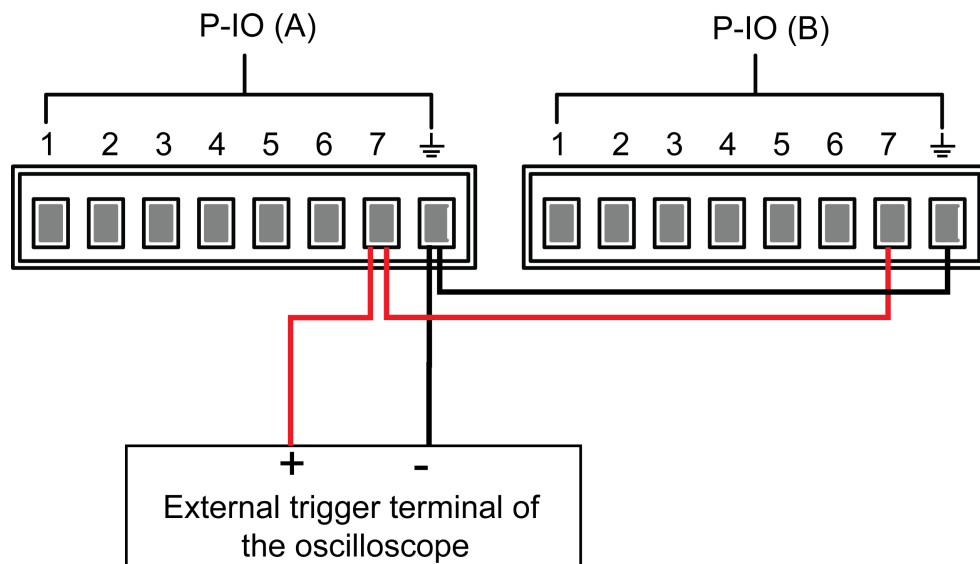 P-IO (A) P-IO (B)
1 2 3 4 5 6 7 1 2 3 4 5 6 7
+ -
External trigger terminal of
the oscilloscope